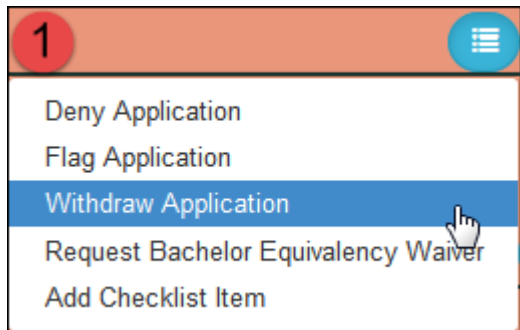 1
Deny Application
Flag Application
Withdraw Application
Request Bachelor Equivalency Waiver
Add Checklist Item